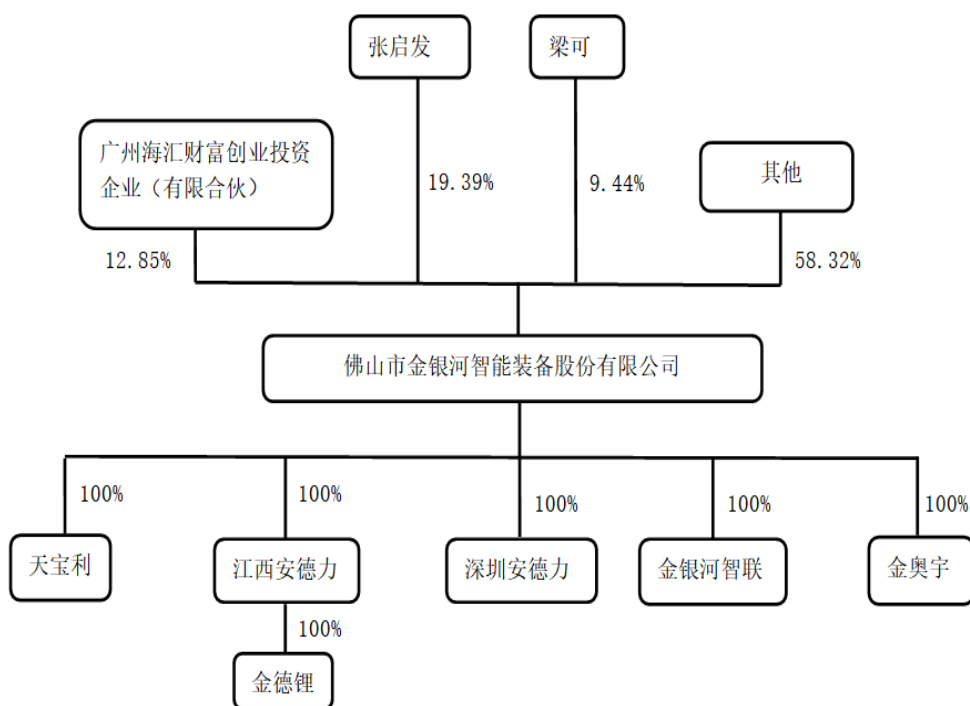 张启发
梁可
广州海汇财富创业投资
企业（有限合伙）
19.39%
9.44%
其他
12.85%
58.32%
佛山市金银河智能装备股份有限公司
100%
100%
100%
100%
100%
天宝利
江西安德力
深圳安德力
金银河智联
金奥宇
100%
金德锂